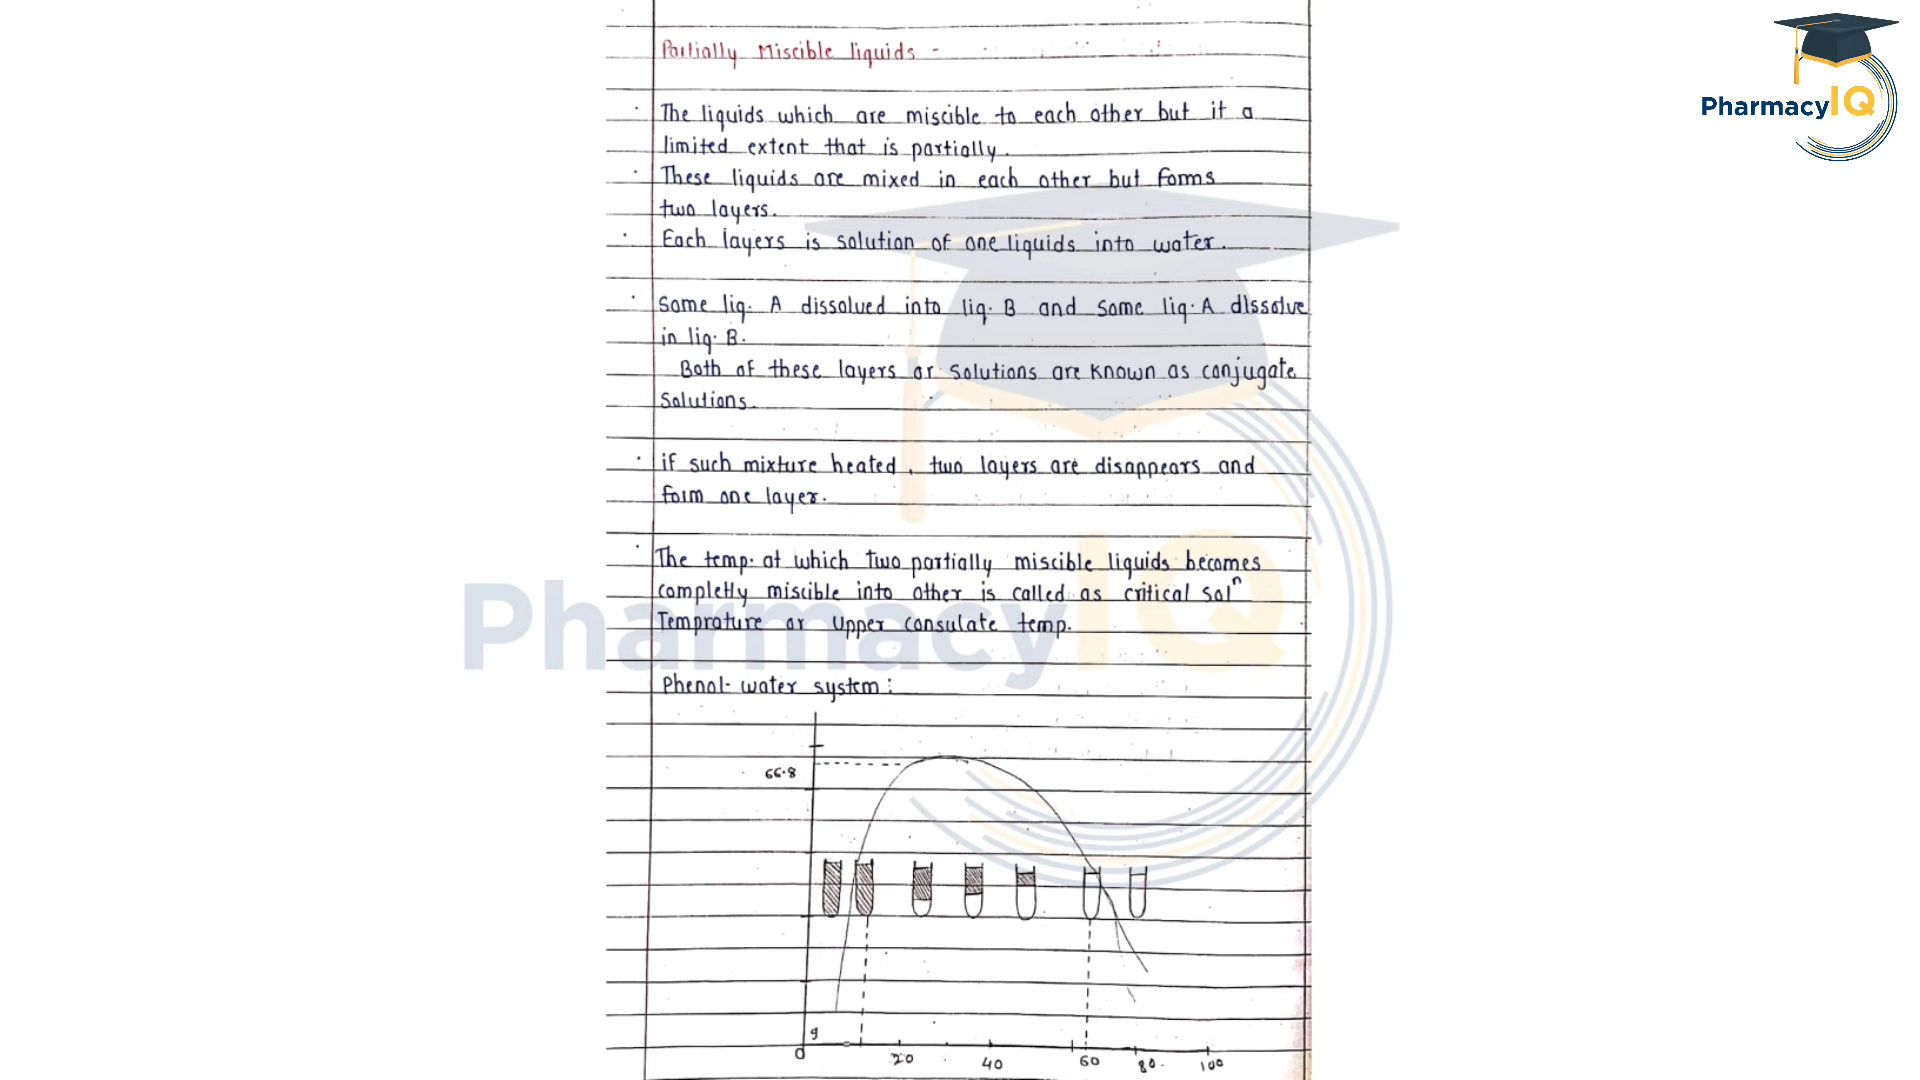 Partially Miscible liquids -
PharmacyIQ
The liquids which are miscible to each other but it a
limited extent that is partially.
These liquids are mixed in each other but forms
two layers.
Each layers is solution of one liquids into water.
Some liq. A dissolved into liq. B and some liq. A dissolve
in liq. B.
Both of these layers or solutions are known as conjugate
solutions.
if such mixture heated, two layers are disappears and
form one layer.
The temp. at which Two partially miscible liquids becomes
completly miscible into other is called as critical solⁿ
Temprature or Upper consulate temp.
PharmacyIQ
Phenol-water system:
66.8
9
0 20 40 60 80. 100